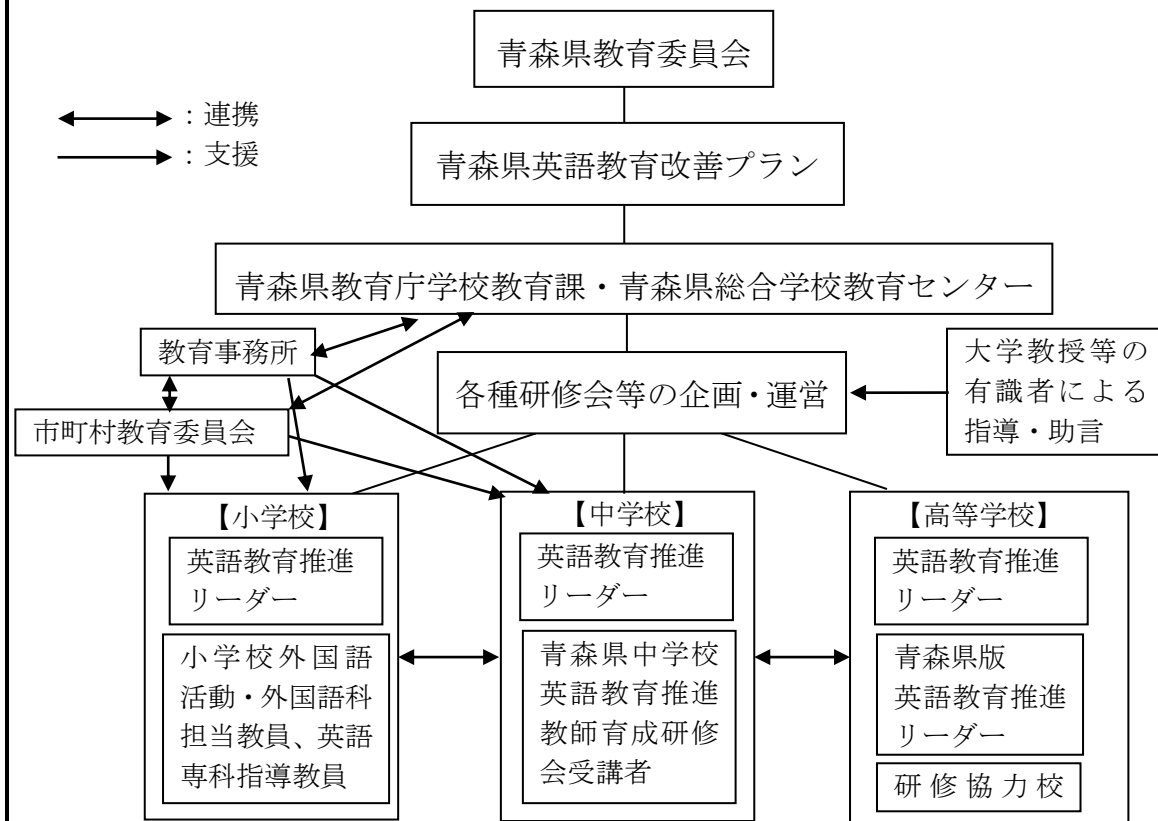 青森県教育委員会
：連携
：支援
青森県英語教育改善プラン
青森県教育庁学校教育課・青森県総合学校教育センター
教育事務所
市町村教育委員会
各種研修会等の企画・運営
大学教授等の
有識者による
指導・助言
【小学校】
英語教育推進
リーダー
小学校外国語
活動・外国語科
担当教員、英語
専科指導教員
【中学校】
英語教育推進
リーダー
青森県中学校
英語教育推進
教師育成研修
会受講者
【高等学校】
英語教育推進
リーダー
青森県版
英語教育推進
リーダー
研修協力校